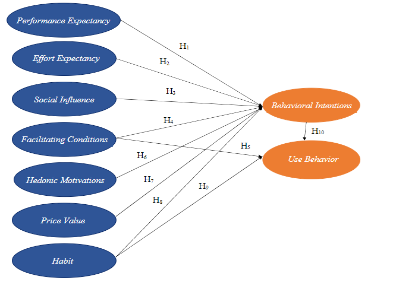 Performance Expectancy
H1
Effort Expectancy
H2
Social Influence
H3
Behavioral Intentions
Facilitating Conditions
H4
H10
H5
Use Behavior
Hedonic Motivations
H6
H7
Price Value
H8
H9
Habit